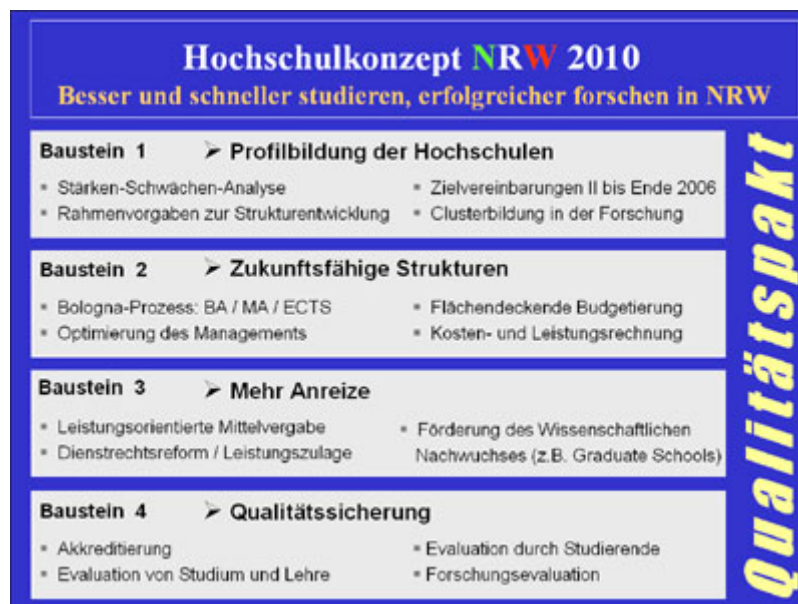 Hochschulkonzept NRW 2010
Besser und schneller studieren, erfolgreicher forschen in NRW
Baustein 1 ➢ Profilbildung der Hochschulen
▪ Stärken-Schwächen-Analyse ▪ Zielvereinbarungen II bis Ende 2006
▪ Rahmenvorgaben zur Strukturentwicklung ▪ Clusterbildung in der Forschung
Baustein 2 ➢ Zukunftsfähige Strukturen
▪ Bologna-Prozess: BA / MA / ECTS ▪ Flächendeckende Budgetierung
▪ Optimierung des Managements ▪ Kosten- und Leistungsrechnung
Baustein 3 ➢ Mehr Anreize
▪ Leistungsorientierte Mittelvergabe ▪ Förderung des Wissenschaftlichen
▪ Dienstrechtsreform / Leistungszulage Nachwuchses (z.B. Graduate Schools)
Baustein 4 ➢ Qualitätssicherung
▪ Akkreditierung ▪ Evaluation durch Studierende
▪ Evaluation von Studium und Lehre ▪ Forschungsevaluation
Qualitätspakt